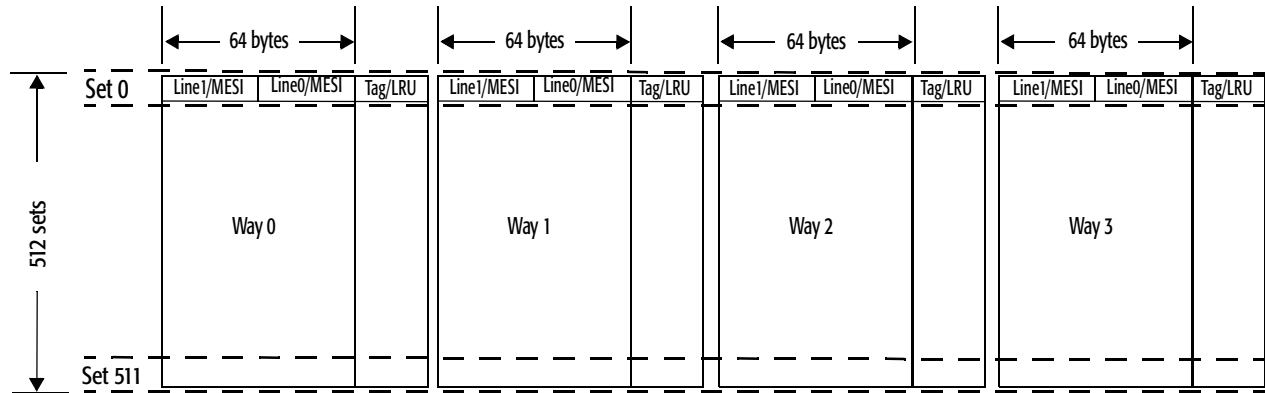 64 bytes 64 bytes 64 bytes 64 bytes
Set 0 Line1/MESI Line0/MESI Tag/LRU Line1/MESI Line0/MESI Tag/LRU Line1/MESI Line0/MESI Tag/LRU Line1/MESI Line0/MESI Tag/LRU
512 sets
Way 0 Way 1 Way 2 Way 3
Set 511